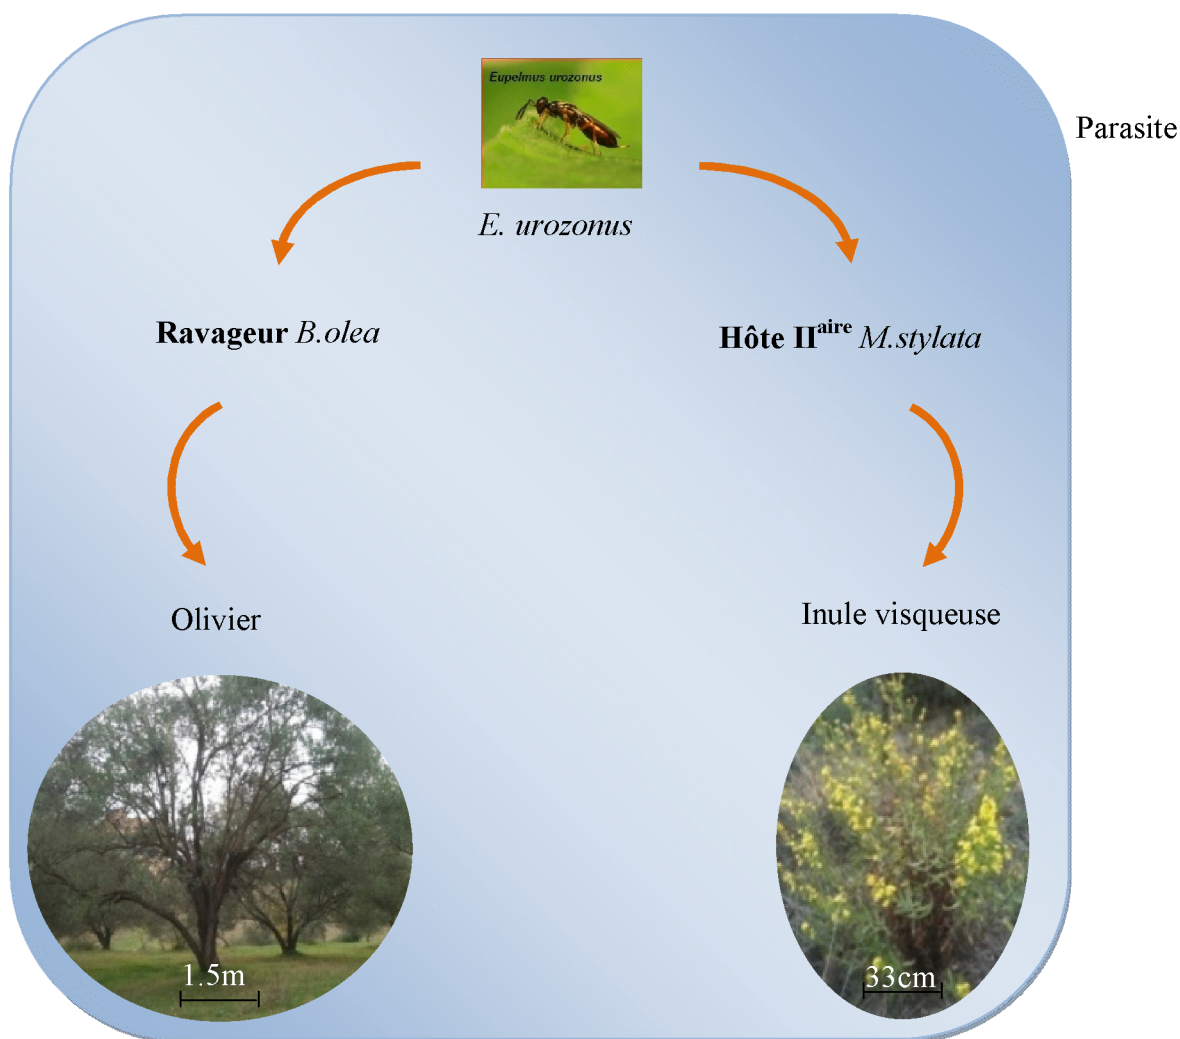 Eupelmus urozonus
Parasite
E. urozonus
Ravageur B.olea
Hôte IIaire M.stylata
Olivier
Inule visqueuse
1.5m
33cm